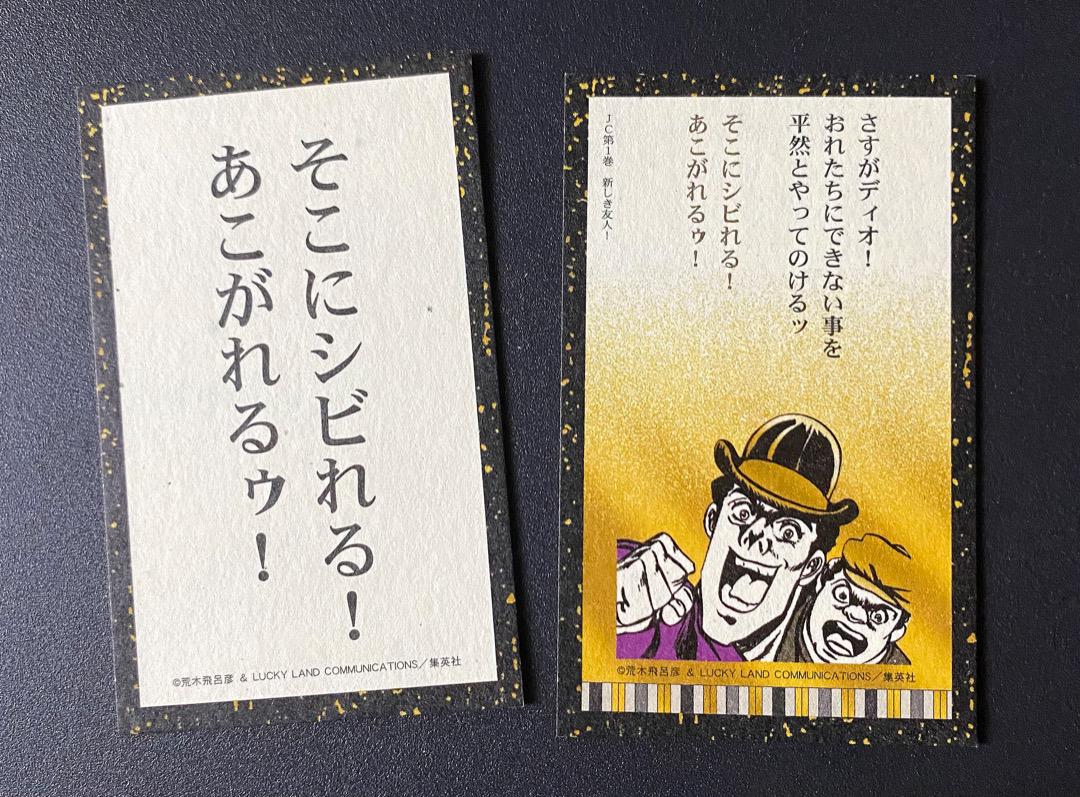 そこにシビれる！
あこがれるゥ！
©荒木飛呂彦 & LUCKY LAND COMMUNICATIONS／集英社
さすがディオ！
おれたちにできない事を
平然とやってのけるッ
そこにシビれる！
あこがれるゥ！
JC第1巻 新しき友人！
©荒木飛呂彦 & LUCKY LAND COMMUNICATIONS／集英社